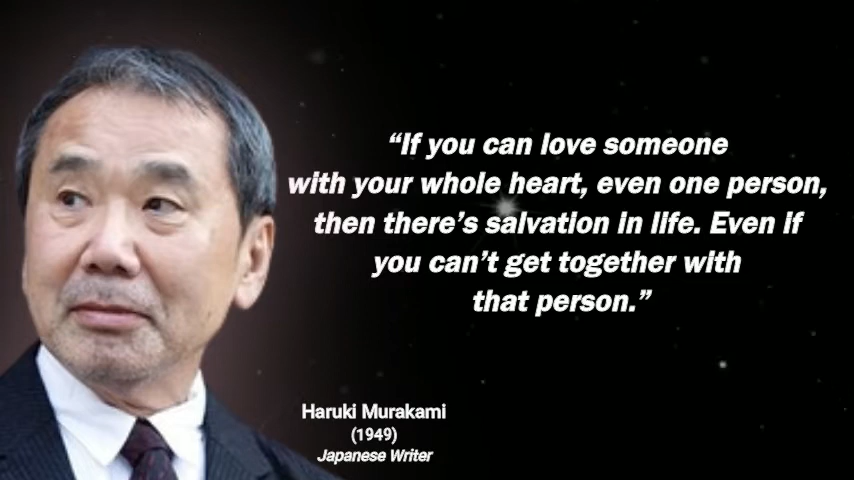 “If you can love someone
with your whole heart, even one person,
then there’s salvation in life. Even if
you can’t get together with
that person.”
Haruki Murakami
(1949)
Japanese Writer